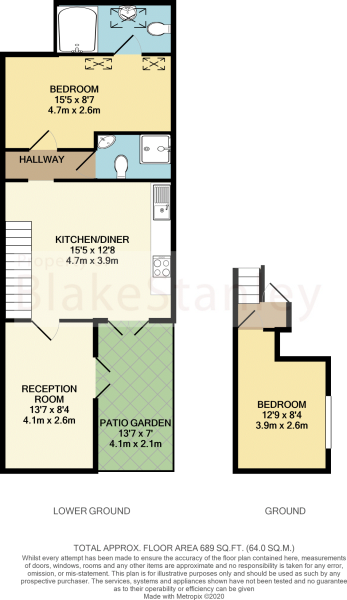 BEDROOM
15'5 x 8'7
4.7m x 2.6m
HALLWAY
KITCHEN/DINER
15'5 x 12'8
4.7m x 3.9m
BlakeStanley
RECEPTION
ROOM
13'7 x 8'4
4.1m x 2.6m
PATIO GARDEN
13'7 x 7'
4.1m x 2.1m
BEDROOM
12'9 x 8'4
3.9m x 2.6m
LOWER GROUND
GROUND
TOTAL APPROX. FLOOR AREA 689 SQ.FT. (64.0 SQ.M.)
Whilst every attempt has been made to ensure the accuracy of the floor plan contained here, measurements
of doors, windows, rooms and any other items are approximate and no responsibility is taken for any error,
omission, or mis-statement. This plan is for illustrative purposes only and should be used as such by any
prospective purchaser. The services, systems and appliances shown have not been tested and no guarantee
as to their operability or efficiency can be given
Made with Metropix ©2020